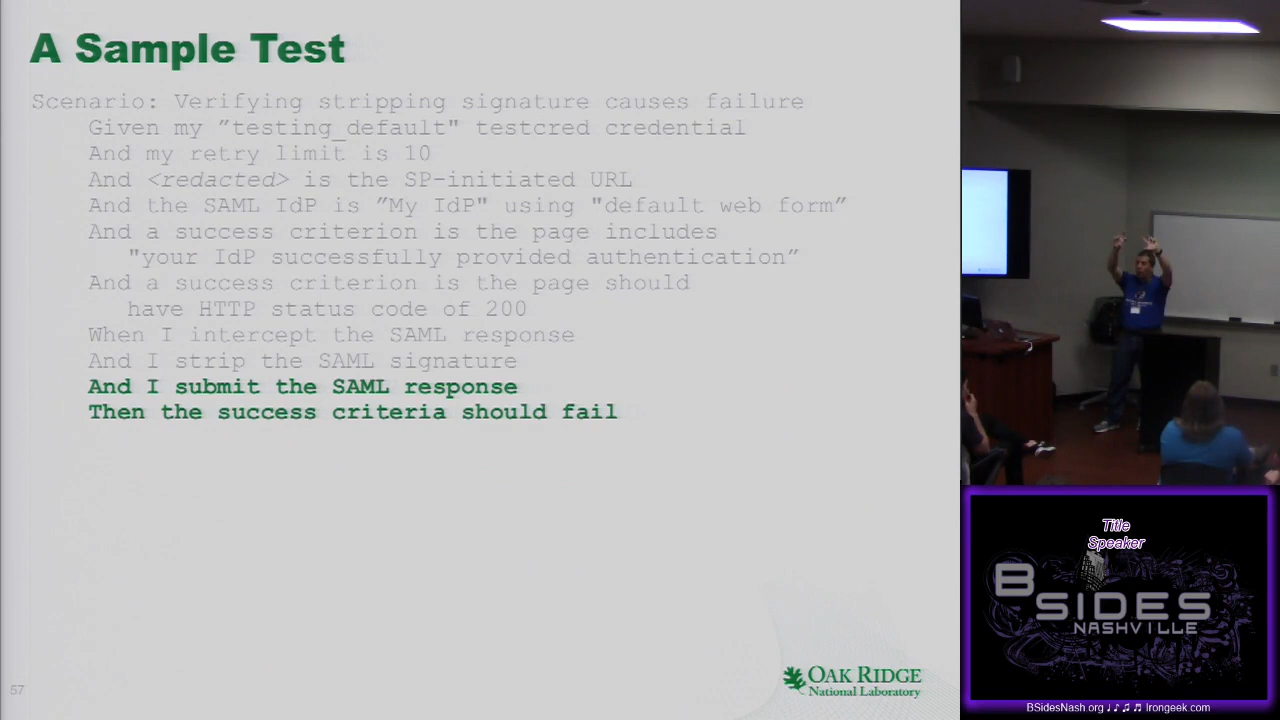 A Sample Test
Scenario: Verifying stripping signature causes failure
Given my ”testing_default" testcred credential
And my retry limit is 10
And <redacted> is the SP-initiated URL
And the SAML IdP is ”My IdP" using "default web form”
And a success criterion is the page includes
"your IdP successfully provided authentication”
And a success criterion is the page should
have HTTP status code of 200
When I intercept the SAML response
And I strip the SAML signature
And I submit the SAML response
Then the success criteria should fail
57
OAK RIDGE
National Laboratory
Title
Speaker
BSIDES
NASHVILLE
BSidesNash.org ♩ ♪ ♫ ♬ Irongeek.com